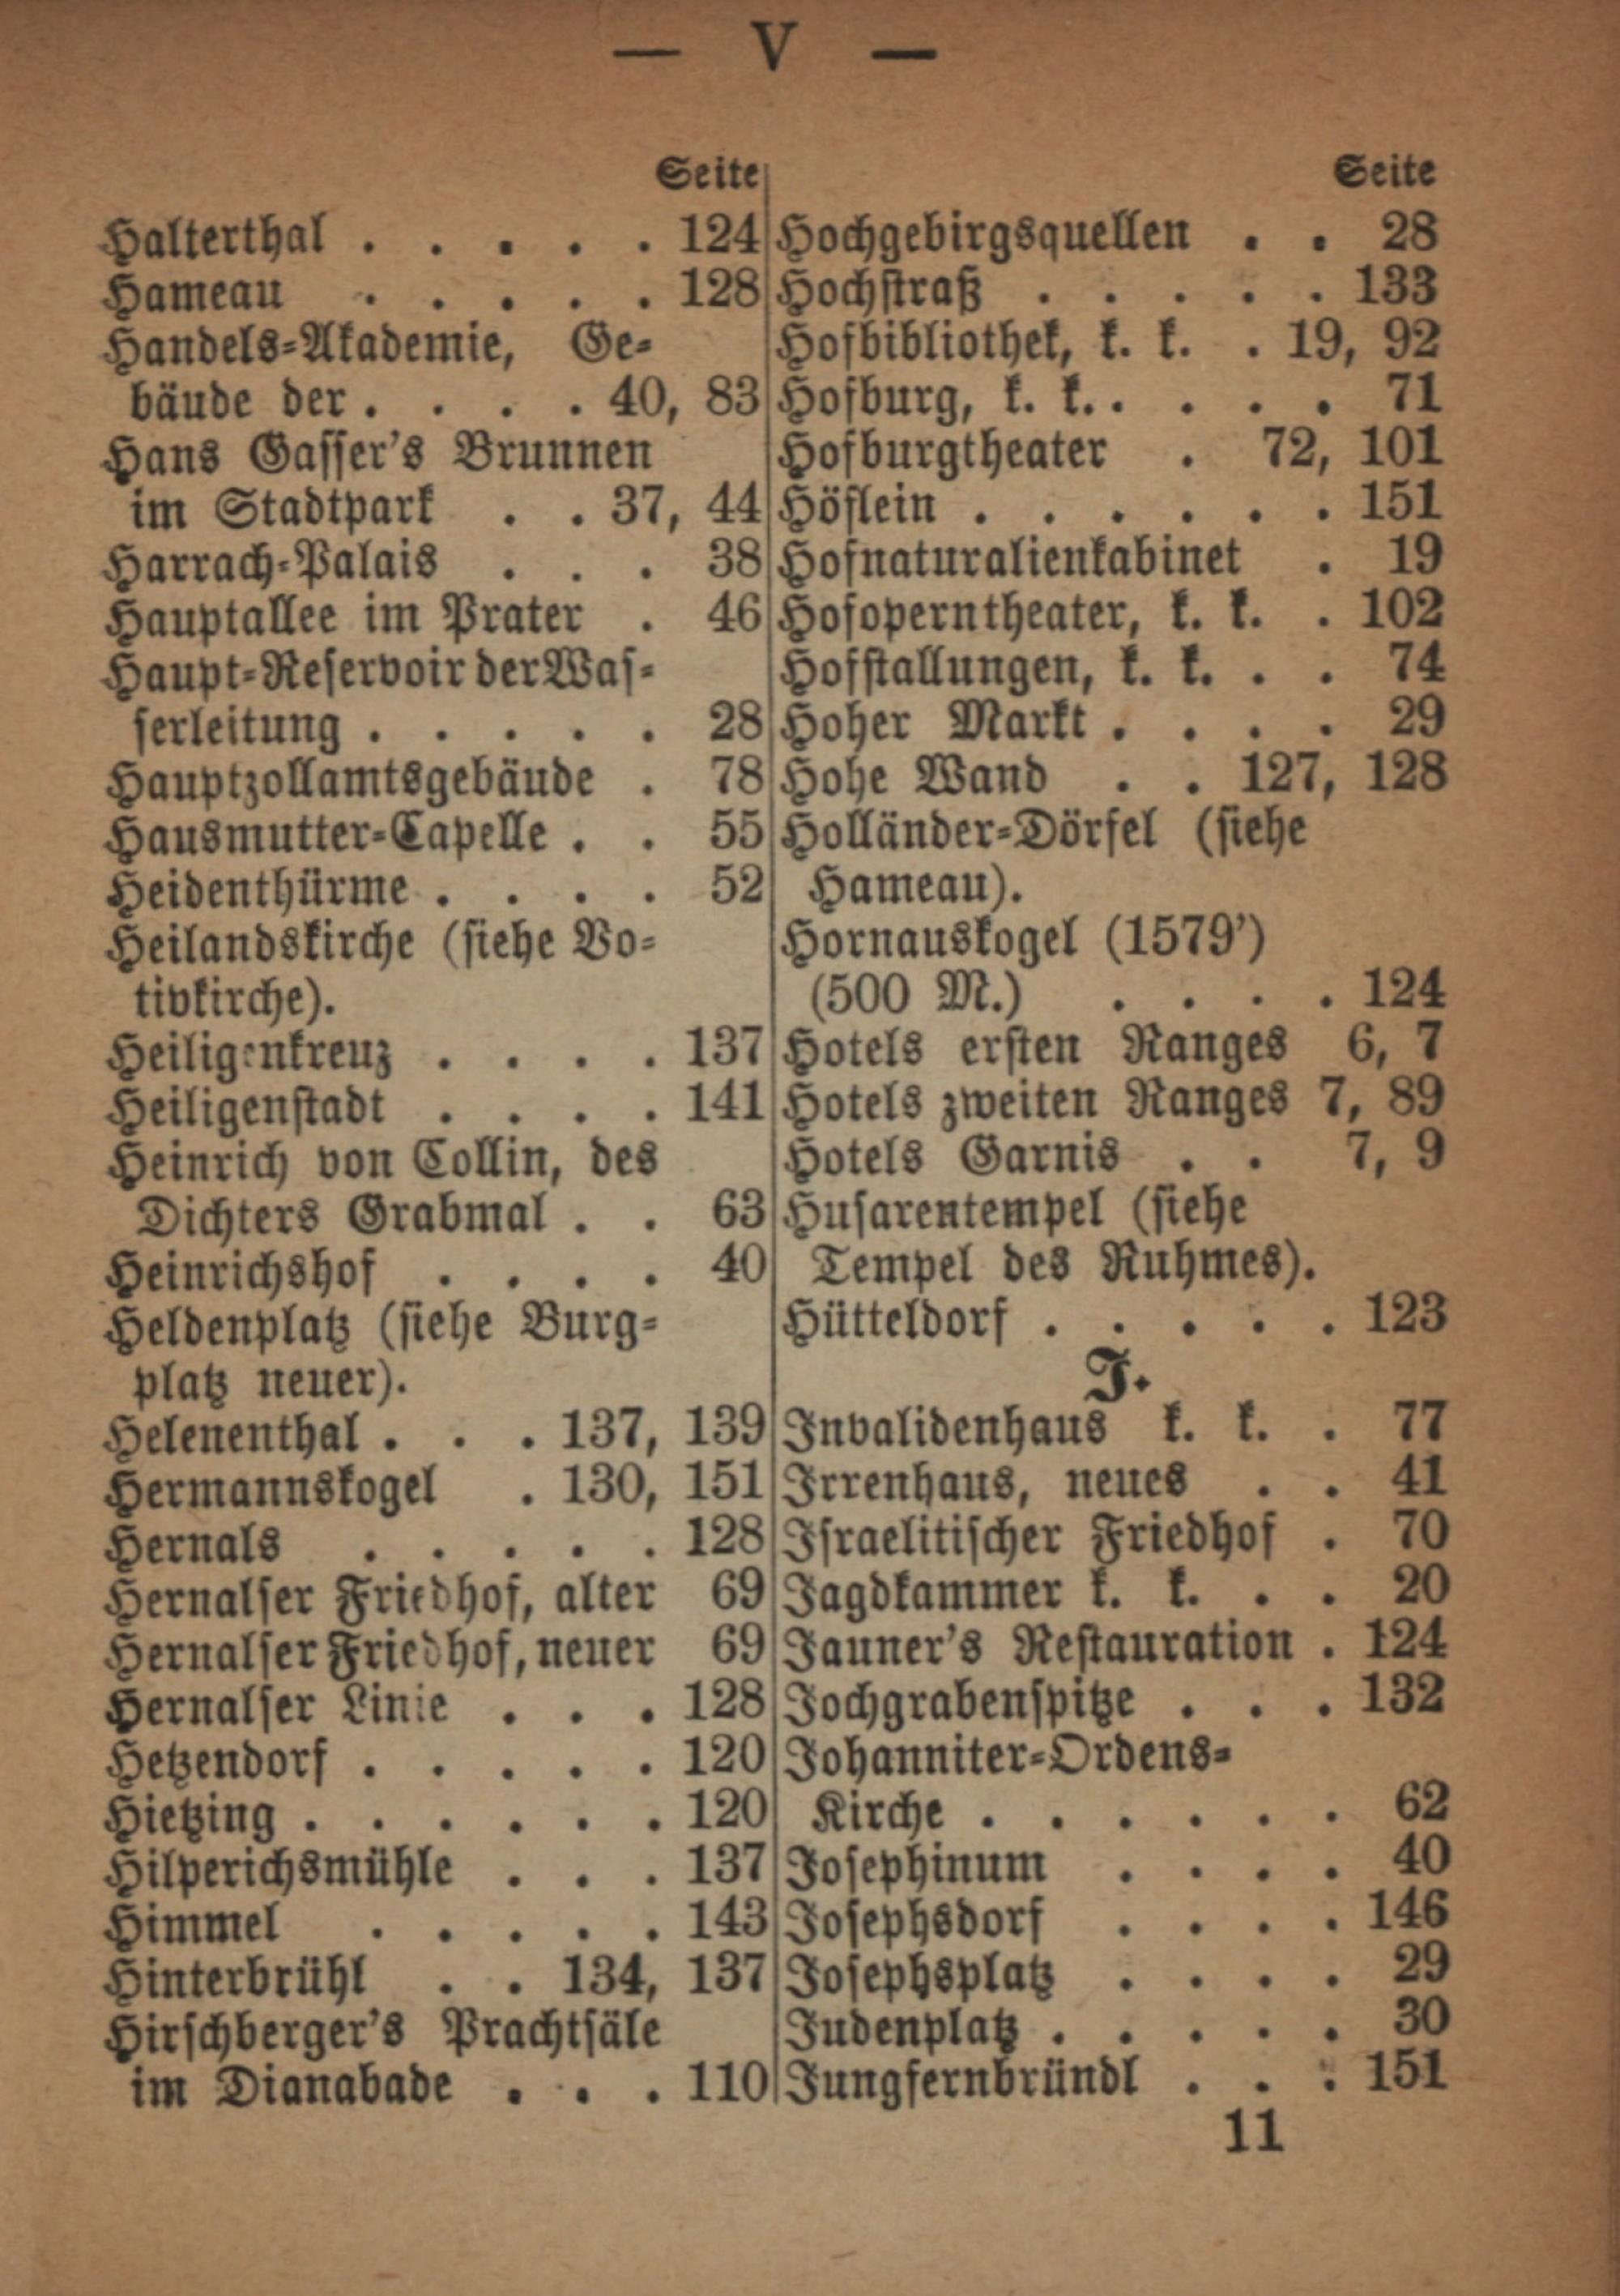 — V —
Seite
Halterthal . . . . . 124
Hameau . . . . . 128
Handels-Akademie, Ge-
bäude der . . . . 40, 83
Hans Gasser's Brunnen
im Stadtpark . . 37, 44
Harrach-Palais . . . 38
Hauptallee im Prater . 46
Haupt-Reservoir der Was-
serleitung . . . . . 28
Hauptzollamtsgebäude . 78
Hausmutter-Capelle . . 55
Heidenthürme . . . . 52
Heilandskirche (siehe Vo-
tivkirche).
Heiligenkreuz . . . . 137
Heiligenstadt . . . . 141
Heinrich von Collin, des
Dichters Grabmal . . 63
Heinrichshof . . . . 40
Heldenplatz (siehe Burg-
platz neuer).
Helenenthal . . . 137, 139
Hermannskogel . 130, 151
Hernals . . . . . 128
Hernalser Friedhof, alter 69
Hernalser Friedhof, neuer 69
Hernalser Linie . . . 128
Hetzendorf . . . . . 120
Hietzing . . . . . . 120
Hilperichsmühle . . . 137
Himmel . . . . . 143
Hinterbrühl . . 134, 137
Hirschberger's Prachtsäle
im Dianabade . . . 110
Seite
Hochgebirgsquellen . . 28
Hochstraß . . . . . 133
Hofbibliothek, k. k. . 19, 92
Hofburg, k. k. . . . . 71
Hofburgtheater . 72, 101
Höflein . . . . . . 151
Hofnaturalienkabinet . 19
Hofoperntheater, k. k. . 102
Hofstallungen, k. k. . . 74
Hoher Markt . . . . 29
Hohe Wand . . 127, 128
Holländer-Dörfel (siehe
Hameau).
Hornauskogel (1579')
(500 M.) . . . . 124
Hotels ersten Ranges 6, 7
Hotels zweiten Ranges 7, 89
Hotels Garnis . . 7, 9
Husarentempel (siehe
Tempel des Ruhmes).
Hütteldorf . . . . . 123
J.
Invalidenhaus k. k. . 77
Irrenhaus, neues . . 41
Israelitischer Friedhof . 70
Jagdkammer k. k. . . 20
Jauner's Restauration . 124
Jochgrabenspitze . . . 132
Johanniter-Ordens-
Kirche . . . . . . 62
Josephinum . . . . 40
Josephsdorf . . . . 146
Josephsplatz . . . . 29
Judenplatz . . . . . 30
Jungfernbründl . . . 151
11